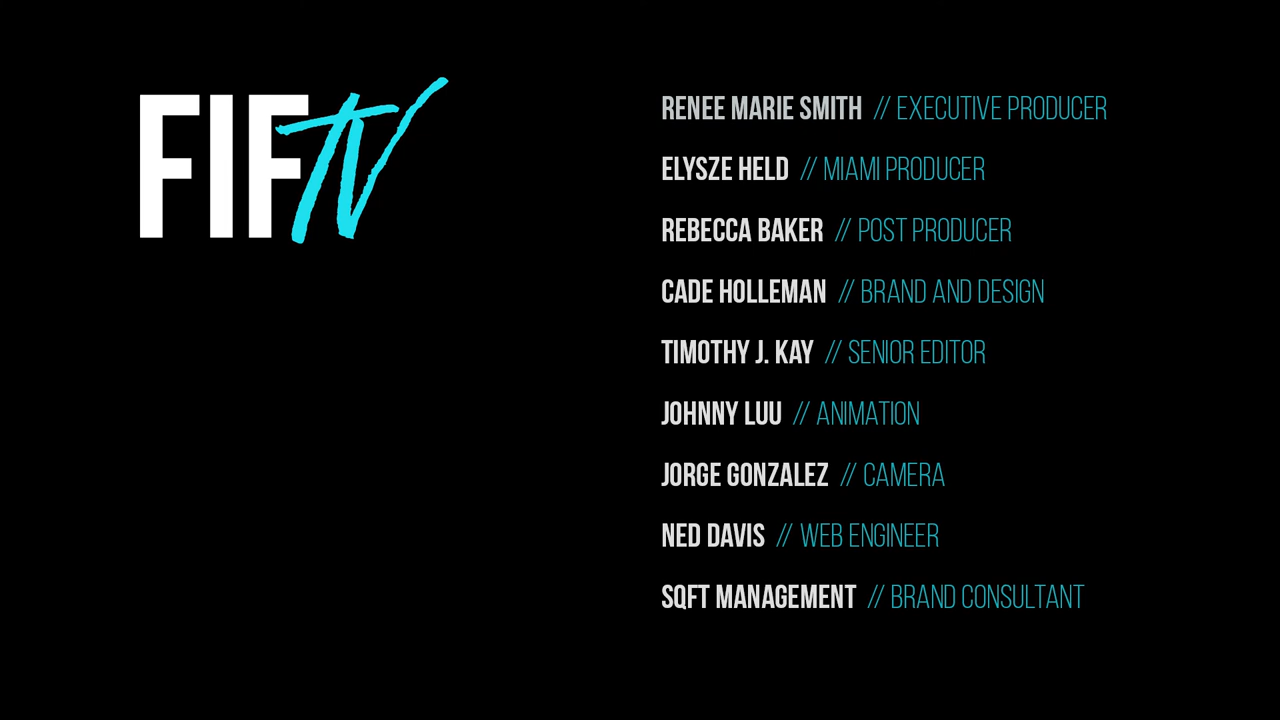 FIFTV
RENEE MARIE SMITH // EXECUTIVE PRODUCER
ELYSZE HELD // MIAMI PRODUCER
REBECCA BAKER // POST PRODUCER
CADE HOLLEMAN // BRAND AND DESIGN
TIMOTHY J. KAY // SENIOR EDITOR
JOHNNY LUU // ANIMATION
JORGE GONZALEZ // CAMERA
NED DAVIS // WEB ENGINEER
SQFT MANAGEMENT // BRAND CONSULTANT